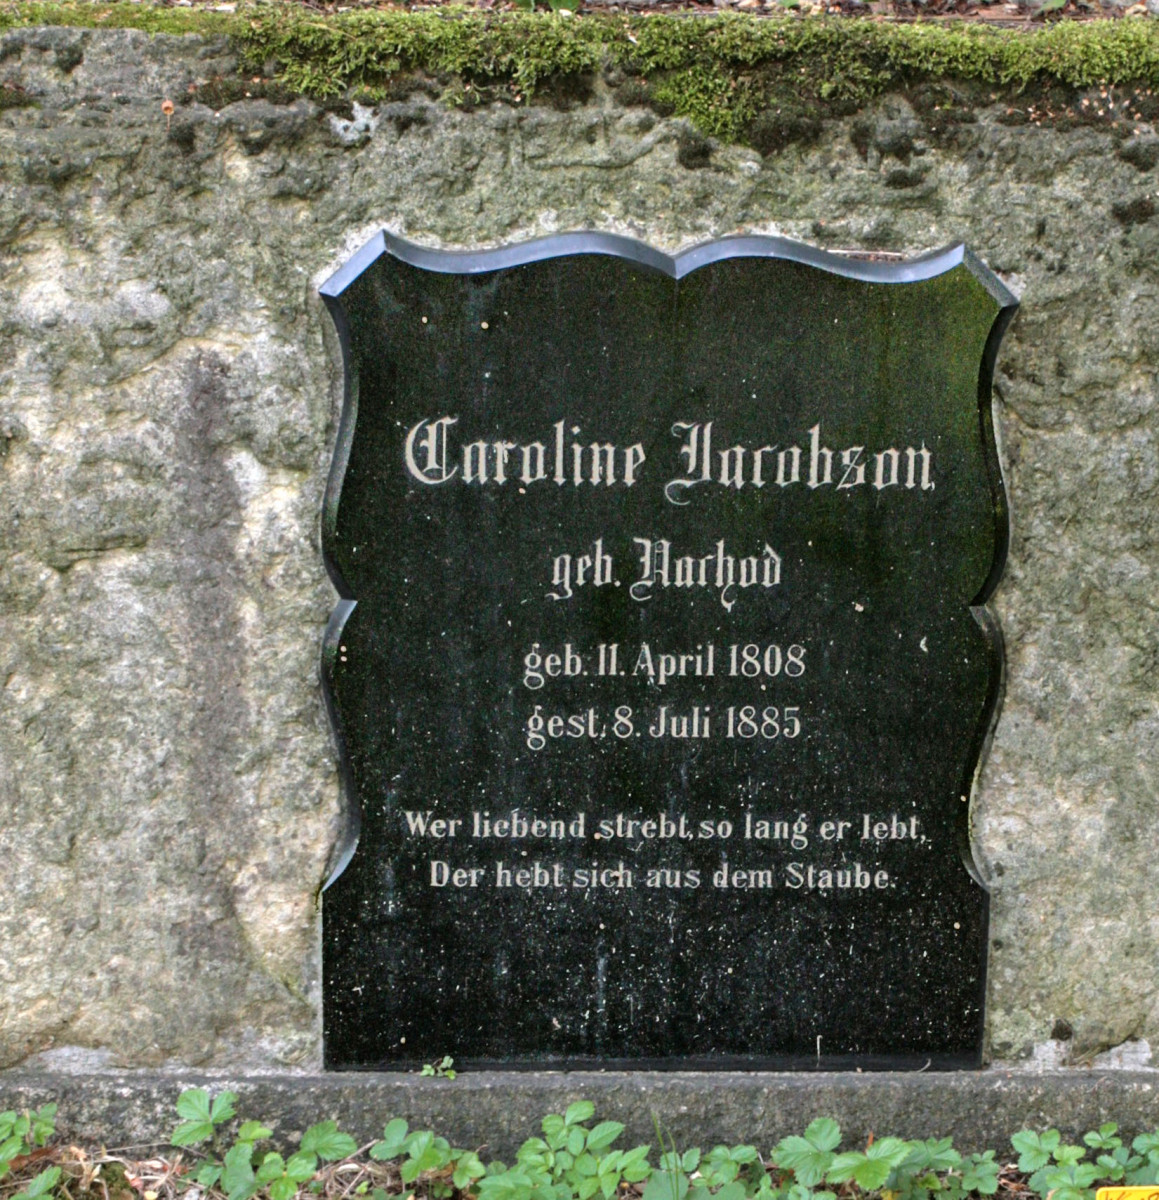 Caroline Jacobson,
geb. Nachod
geb. 11. April 1808
gest. 8. Juli 1885
Wer liebend strebt, so lang er lebt,
Der hebt sich aus dem Staube.